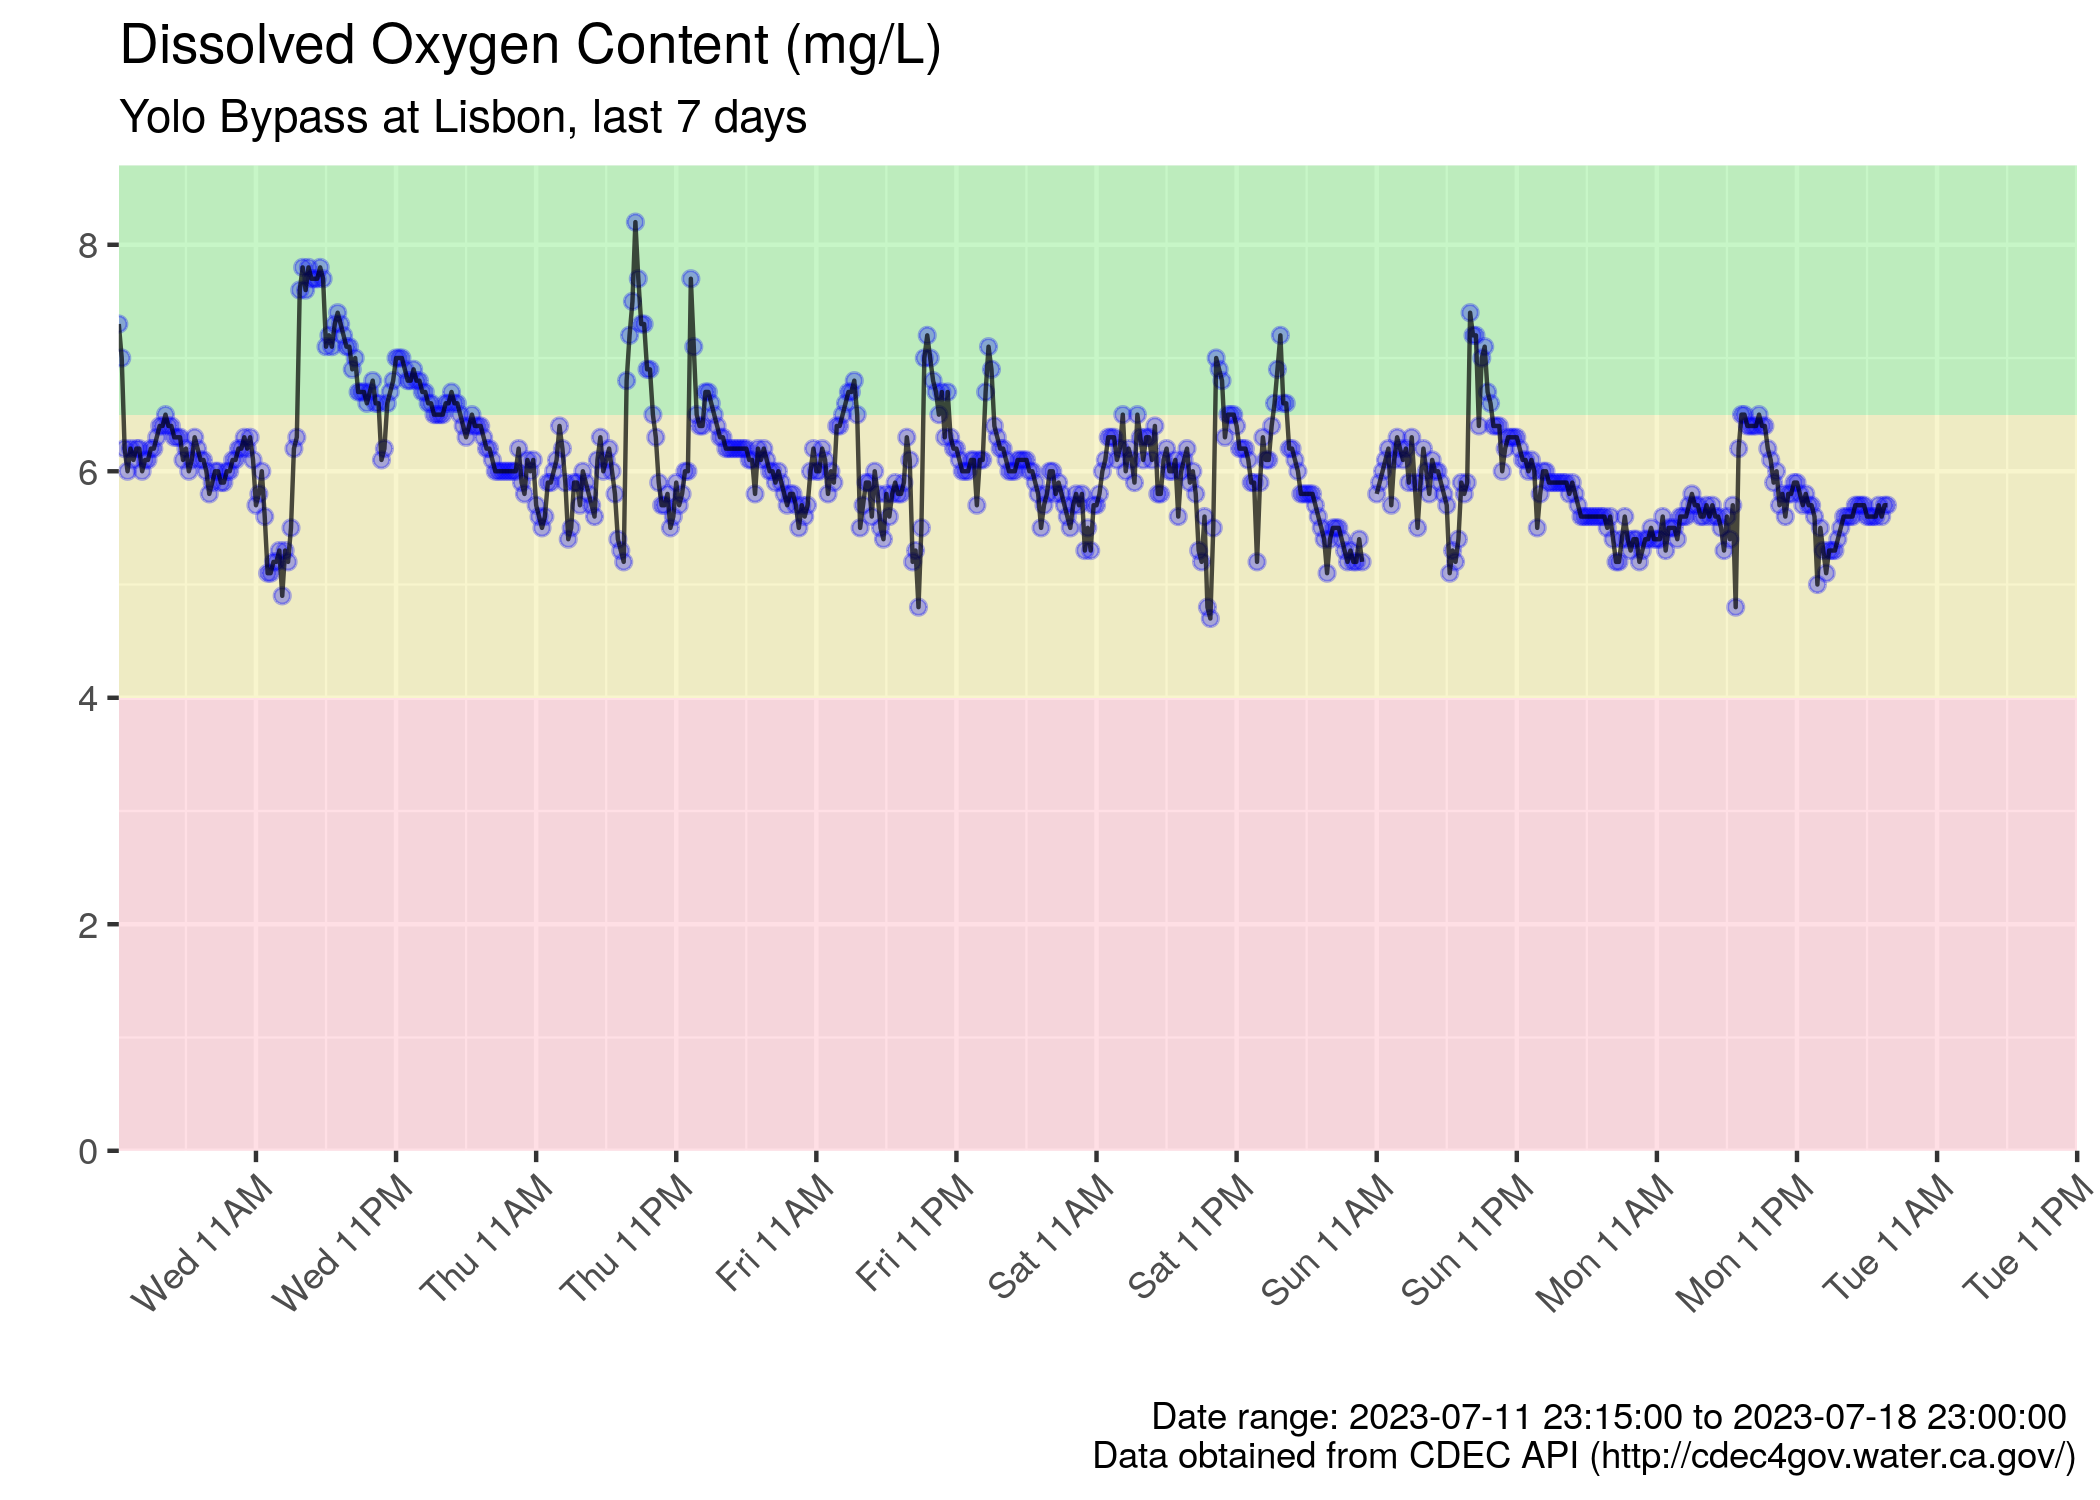 Dissolved Oxygen Content (mg/L)
Yolo Bypass at Lisbon, last 7 days
8
6
4
2
0
Wed 11AM
Wed 11PM
Thu 11AM
Thu 11PM
Fri 11AM
Fri 11PM
Sat 11AM
Sat 11PM
Sun 11AM
Sun 11PM
Mon 11AM
Mon 11PM
Tue 11AM
Tue 11PM
Date range: 2023-07-11 23:15:00 to 2023-07-18 23:00:00
Data obtained from CDEC API (http://cdec4gov.water.ca.gov/)